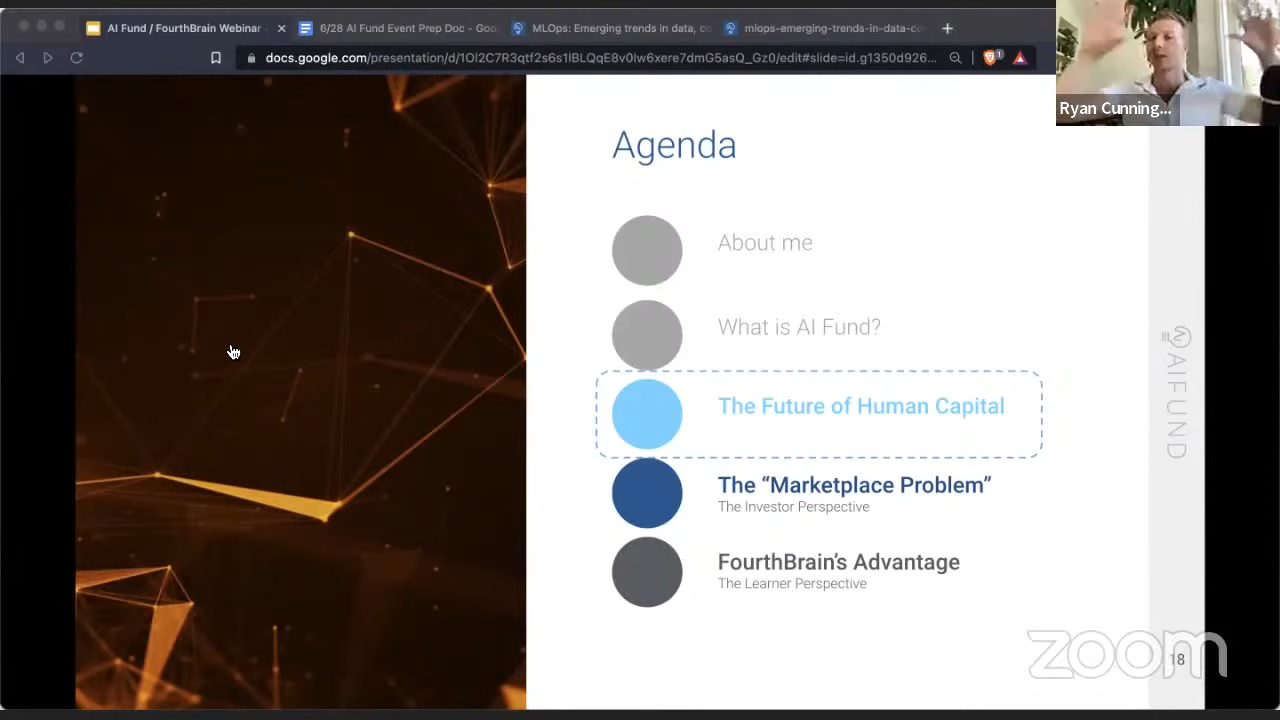 AI Fund / FourthBrain Webinar
6/28 AI Fund Event Prep Doc - Goo
MLOps: Emerging trends in data, co
mlops-emerging-trends-in-data-co
docs.google.com/presentation/d/1OI2C7R3qtf2s6s1IBLQqE8v0lw6xere7dmG5asQ_Gz0/edit#slide=id.g1350d926...
1
Ryan Cunning...
Agenda
About me
What is AI Fund?
The Future of Human Capital
The “Marketplace Problem”
The Investor Perspective
FourthBrain’s Advantage
The Learner Perspective
AIFUND
zoom
18